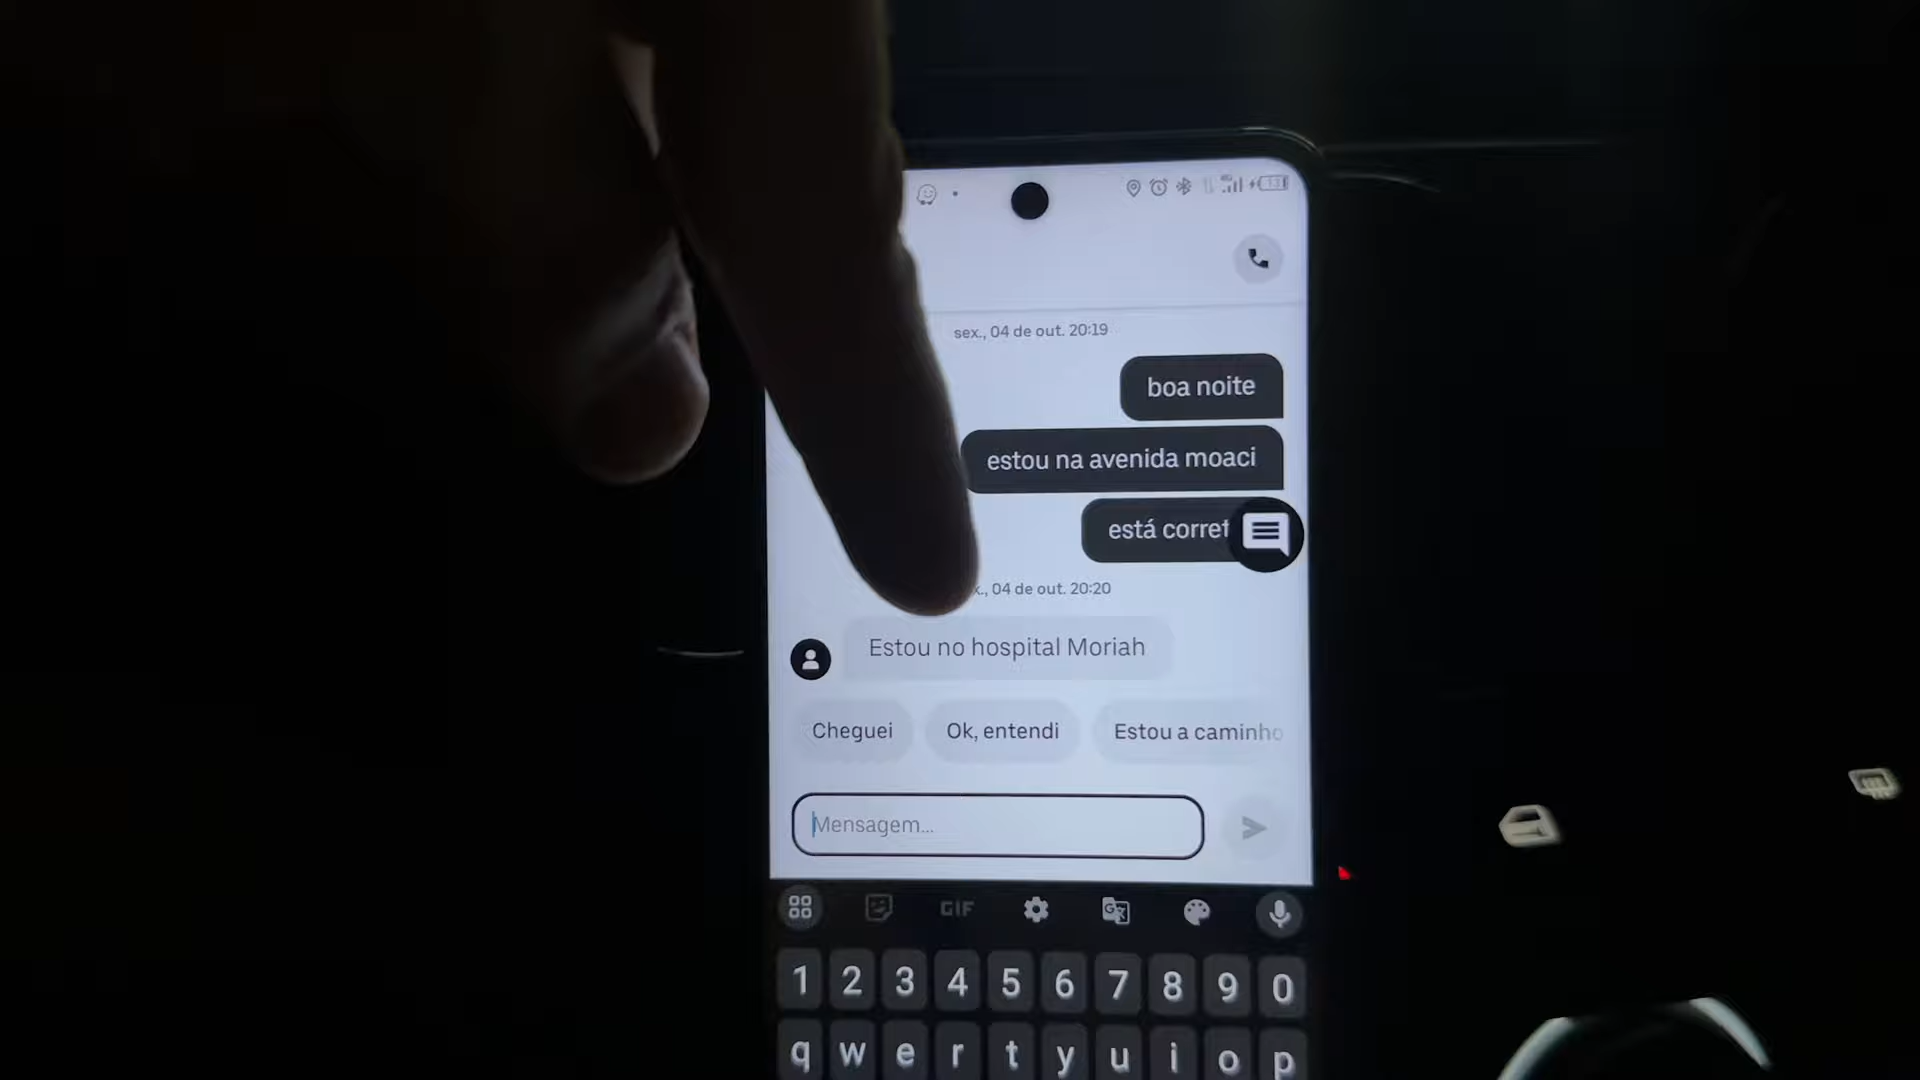 13
sex., 04 de out. 20:19
boa noite
estou na avenida moaci
está corret
04 de out. 20:20
Estou no hospital Moriah
Cheguei
Ok, entendi
Estou a caminho
Mensagem...
GIF
1 2 3 4 5 6 7 8 9 0
q w e r t y u i o p